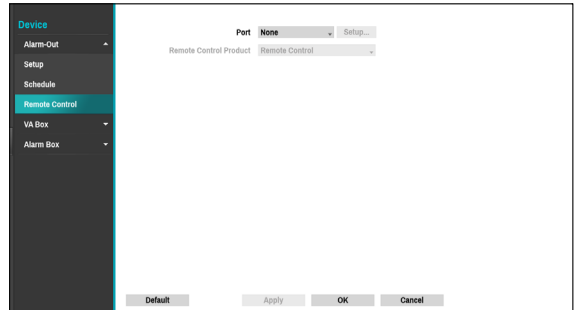 Device
Alarm-Out
Setup
Schedule
Remote Control
VA Box
Alarm Box
Port None Setup...
Remote Control Product Remote Control
Default Apply OK Cancel